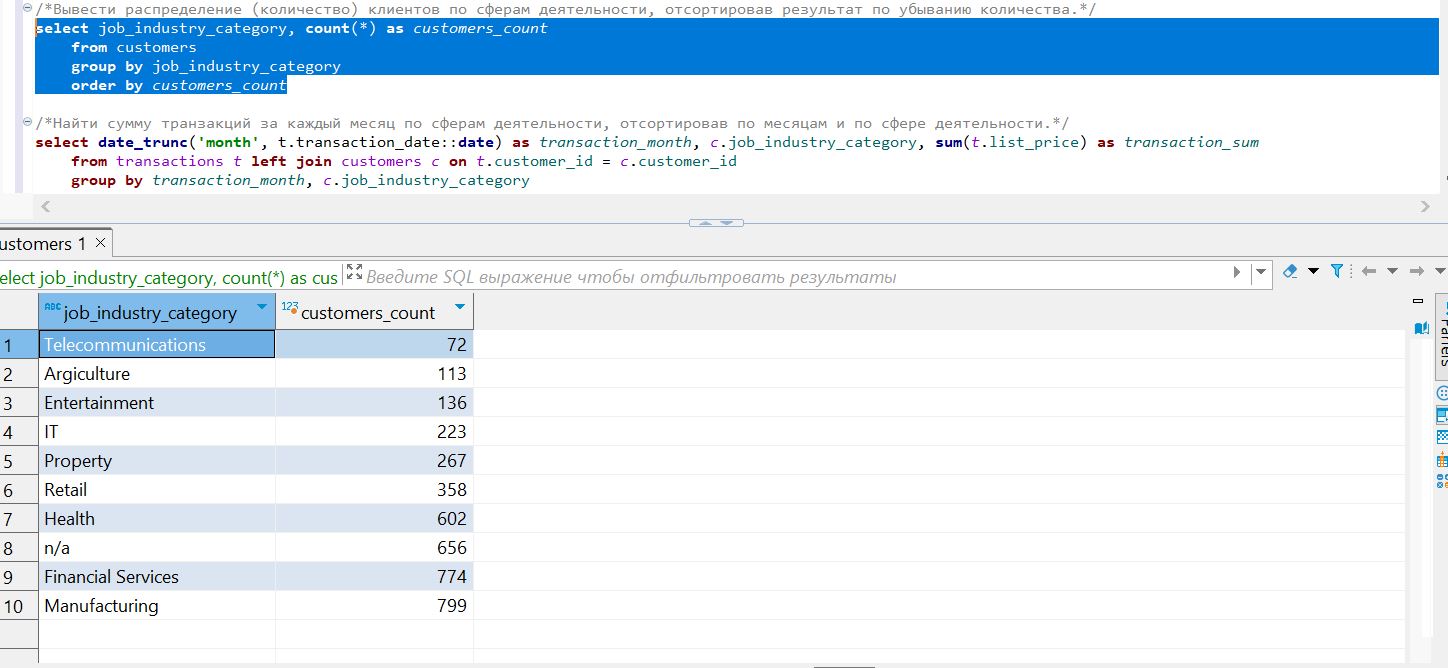 /*Вывести распределение (количество) клиентов по сферам деятельности, отсортировав результат по убыванию количества.*/
select job_industry_category, count(*) as customers_count
from customers
group by job_industry_category
order by customers_count
/*Найти сумму транзакций за каждый месяц по сферам деятельности, отсортировав по месяцам и по сфере деятельности.*/
select date_trunc('month', t.transaction_date::date) as transaction_month, c.job_industry_category, sum(t.list_price) as transaction_sum
from transactions t left join customers c on t.customer_id = c.customer_id
group by transaction_month, c.job_industry_category
ustomers 1
elect job_industry_category, count(*) as cus Введите SQL выражение чтобы отфильтровать результаты
ABC job_industry_category 123 customers_count
1 Telecommunications 72
2 Argiculture 113
3 Entertainment 136
4 IT 223
5 Property 267
6 Retail 358
7 Health 602
8 n/a 656
9 Financial Services 774
10 Manufacturing 799